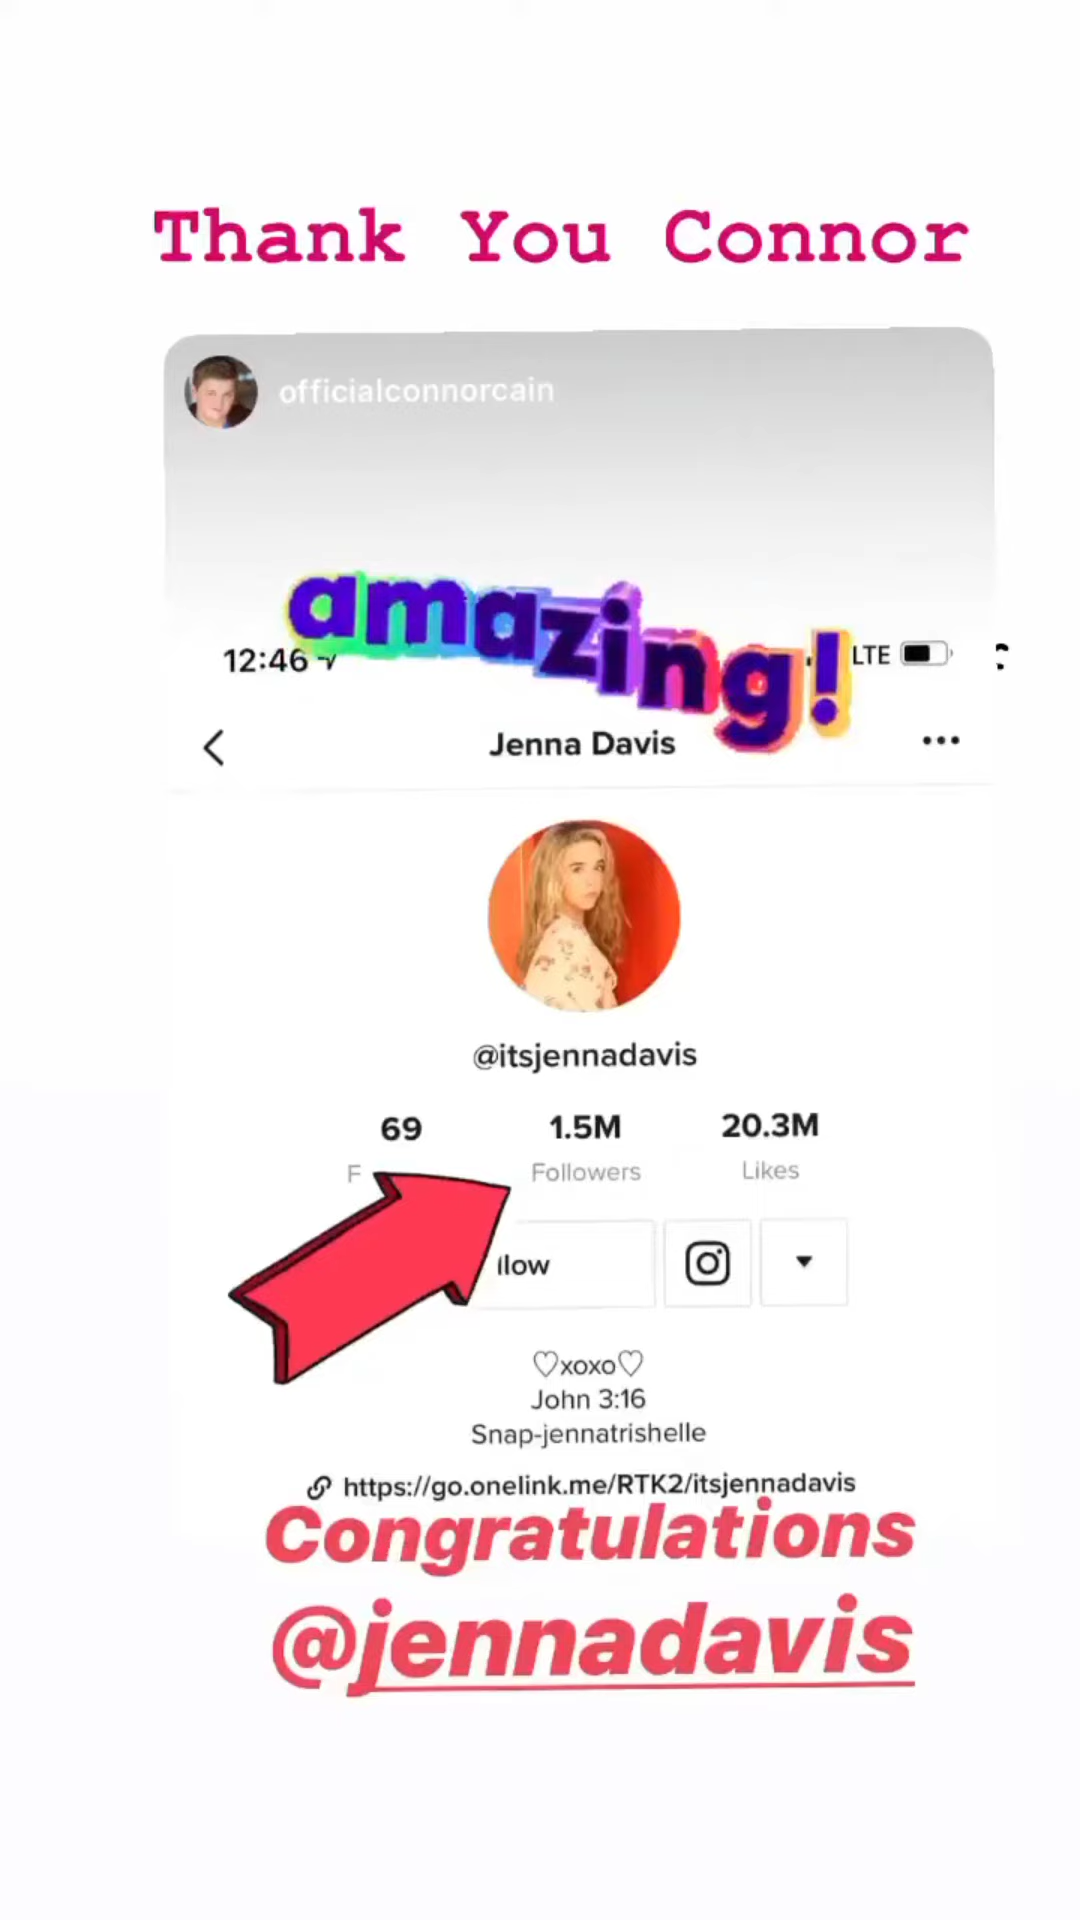 Thank You Connor
officialconnorcain
amazing!
12:46 LTE
Jenna Davis
@itsjennadavis
69 1.5M 20.3M
Followers Likes
♡xoxo♡
John 3:16
Snap-jennatrishelle
https://go.onelink.me/RTK2/itsjennadavis
Congratulations
@jennadavis